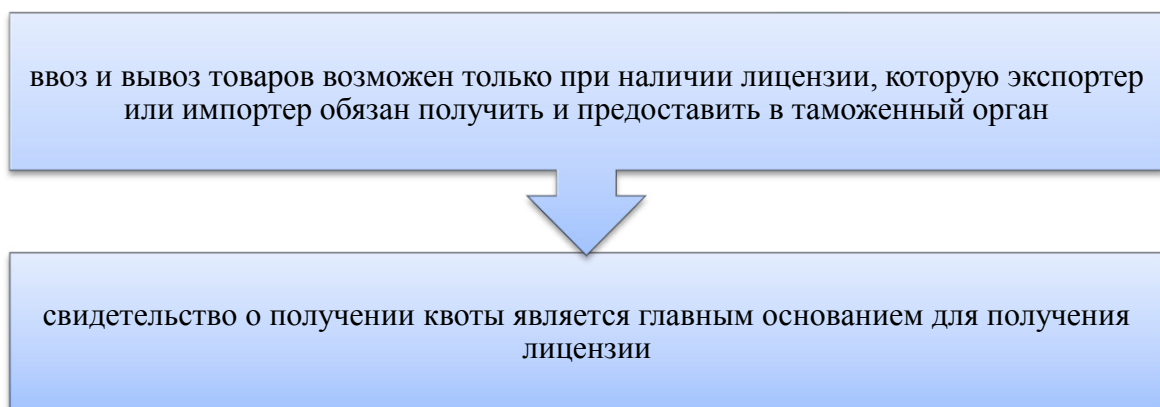 ввоз и вывоз товаров возможен только при наличии лицензии, которую экспортер
или импортер обязан получить и предоставить в таможенный орган
свидетельство о получении квоты является главным основанием для получения
лицензии